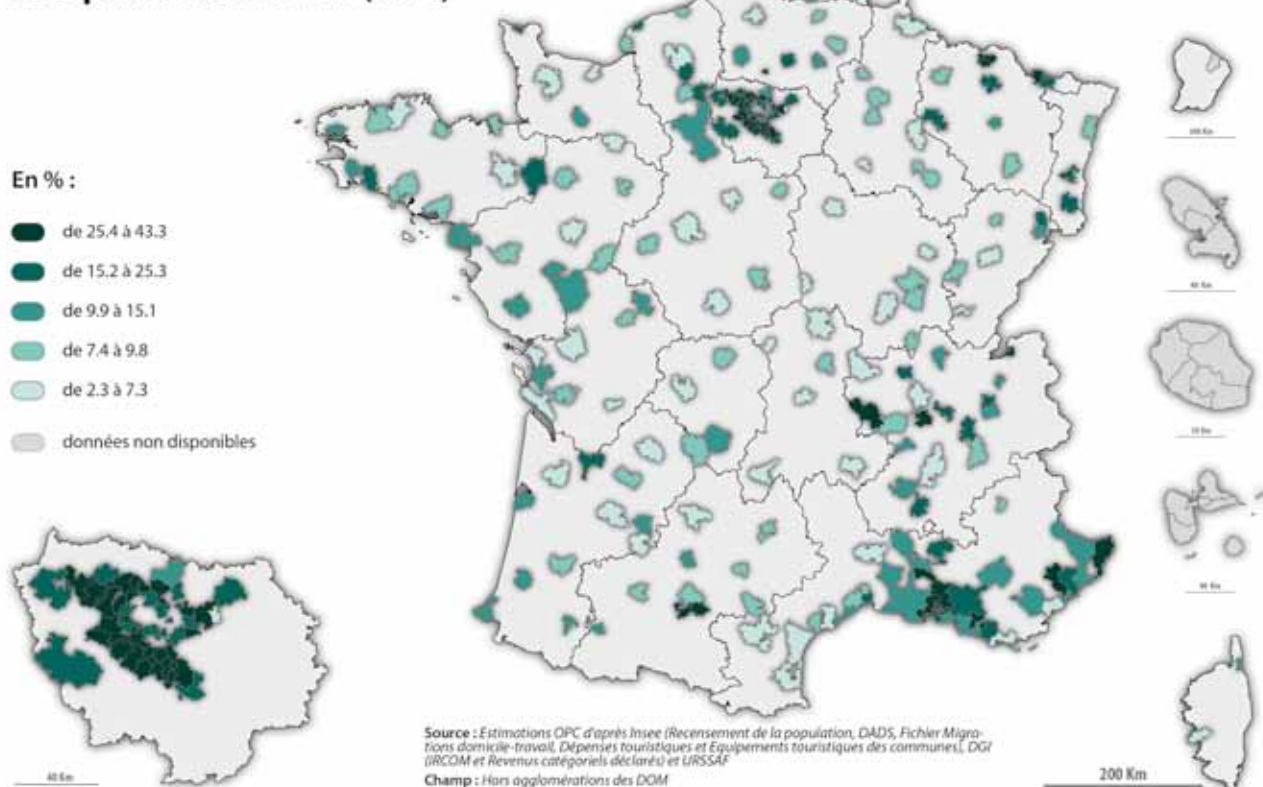 En % :
de 25.4 à 43.3
de 15.2 à 25.3
de 9.9 à 15.1
de 7.4 à 9.8
de 2.3 à 7.3
données non disponibles
40 Km
Source : Estimations OPC d'après Insee (Recensement de la population, DADS, Fichier Migra-
tions domicile-travail, Dépenses touristiques et Equipements touristiques des communes), DGI
(IRCOM et Revenus catégoriels déclarés) et URSSAF
Champ : Hors agglomérations des DOM
200 Km